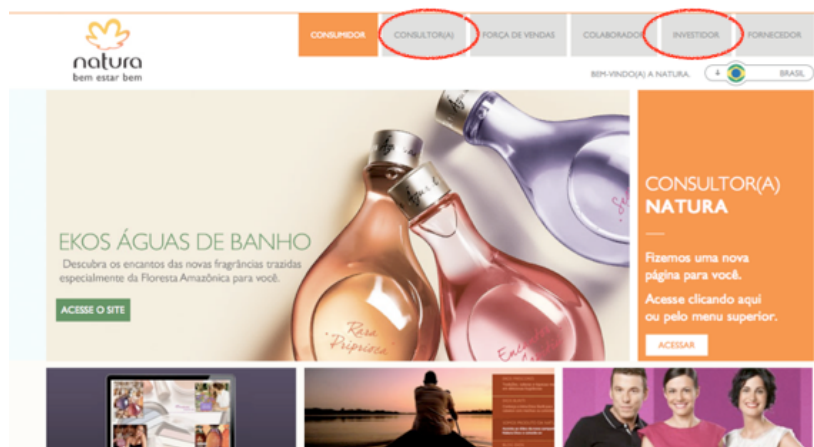 natura
bem estar bem
CONSUMIDOR
CONSULTOR(A)
FORÇA DE VENDAS
COLABORADOR
INVESTIDOR
FORNECEDOR
BEM-VINDO(A) A NATURA.
BRASIL
EKOS ÁGUAS DE BANHO
Descubra os encantos das novas fragrâncias trazidas
especialmente da Floresta Amazônica para você.
ACESSE O SITE
Rara
Priprioca
CONSULTOR(A)
NATURA
Fizemos uma nova
página para você.
Acesse clicando aqui
ou pelo menu superior.
ACESSAR